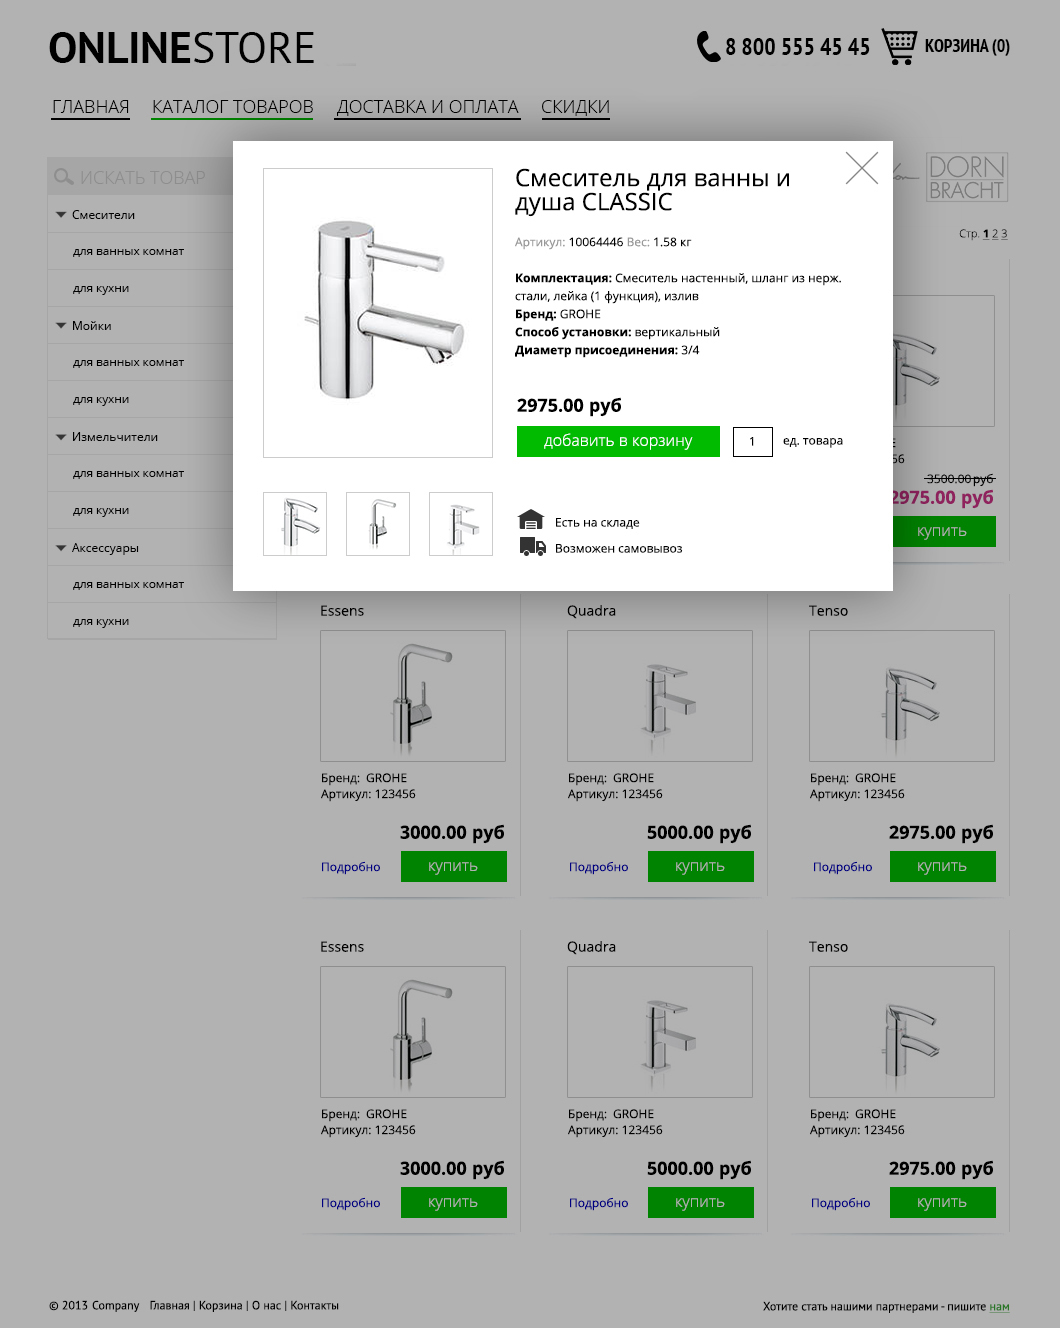 ONLINESTORE
8 800 555 45 45
КОРЗИНА (0)
ГЛАВНАЯ КАТАЛОГ ТОВАРОВ ДОСТАВКА И ОПЛАТА СКИДКИ
ИСКАТЬ ТОВАР
Смесители
для ванных комнат
для кухни
Мойки
для ванных комнат
для кухни
Измельчители
для ванных комнат
для кухни
Аксессуары
для ванных комнат
для кухни
DORN
BRACHT
Стр. 1 2 3
Смеситель для ванны и
душа CLASSIC
Артикул: 10064446 Вес: 1.58 кг
Комплектация: Смеситель настенный, шланг из нерж.
стали, лейка (1 функция), излив
Бренд: GROHE
Способ установки: вертикальный
Диаметр присоединения: 3/4
2975.00 руб
добавить в корзину 1 ед. товара
Есть на складе
Возможен самовывоз
3500.00 руб
2975.00 руб
купить
Essens
Бренд: GROHE
Артикул: 123456
3000.00 руб
Подробно купить
Quadra
Бренд: GROHE
Артикул: 123456
5000.00 руб
Подробно купить
Tenso
Бренд: GROHE
Артикул: 123456
2975.00 руб
Подробно купить
Essens
Бренд: GROHE
Артикул: 123456
3000.00 руб
Подробно купить
Quadra
Бренд: GROHE
Артикул: 123456
5000.00 руб
Подробно купить
Tenso
Бренд: GROHE
Артикул: 123456
2975.00 руб
Подробно купить
© 2013 Company Главная | Корзина | О нас | Контакты
Хотите стать нашими партнерами - пишите нам